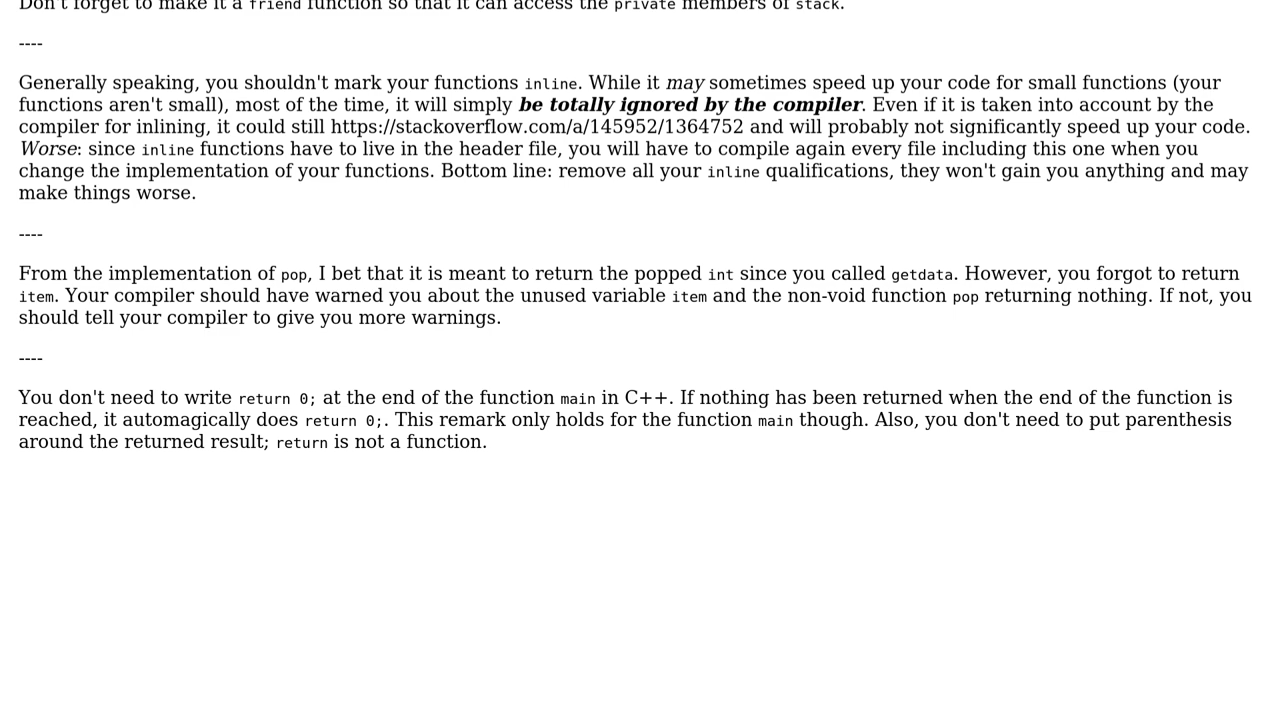 Don't forget to make it a friend function so that it can access the private members of stack.
----
Generally speaking, you shouldn't mark your functions inline. While it may sometimes speed up your code for small functions (your
functions aren't small), most of the time, it will simply be totally ignored by the compiler. Even if it is taken into account by the
compiler for inlining, it could still https://stackoverflow.com/a/145952/1364752 and will probably not significantly speed up your code.
Worse: since inline functions have to live in the header file, you will have to compile again every file including this one when you
change the implementation of your functions. Bottom line: remove all your inline qualifications, they won't gain you anything and may
make things worse.
----
From the implementation of pop, I bet that it is meant to return the popped int since you called getdata. However, you forgot to return
item. Your compiler should have warned you about the unused variable item and the non-void function pop returning nothing. If not, you
should tell your compiler to give you more warnings.
----
You don't need to write return 0; at the end of the function main in C++. If nothing has been returned when the end of the function is
reached, it automagically does return 0;. This remark only holds for the function main though. Also, you don't need to put parenthesis
around the returned result; return is not a function.